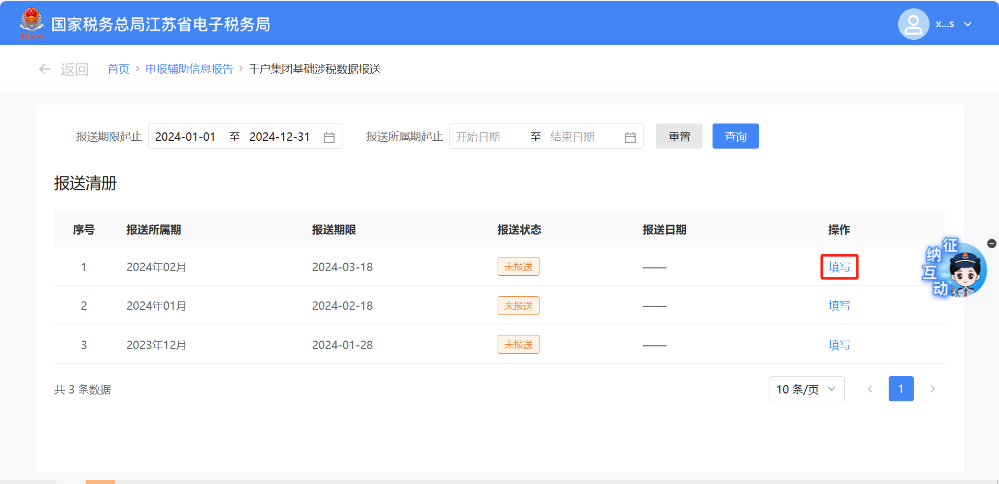 国家税务总局江苏省电子税务局 x...s
返回 首页 > 申报辅助信息报告 > 千户集团基础涉税数据报送
报送期限起止 2024-01-01 至 2024-12-31 报送所属期起止 开始日期 至 结束日期 重置 查询
报送清册
序号 报送所属期 报送期限 报送状态 报送日期 操作
1 2024年02月 2024-03-18 未报送 —— 填写
2 2024年01月 2024-02-18 未报送 —— 填写
3 2023年12月 2024-01-28 未报送 —— 填写
征纳互动
共 3 条数据 10 条/页 1